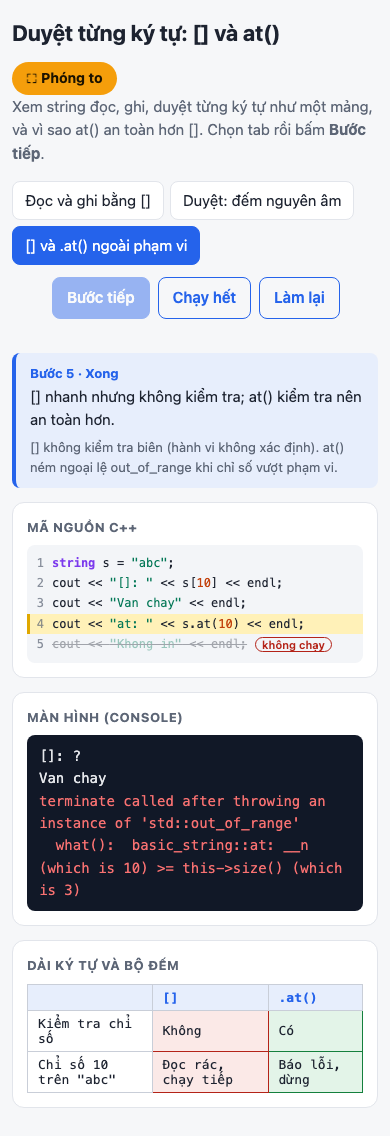 Duyệt từng ký tự: [] và at()
⛶ Phóng to
Xem string đọc, ghi, duyệt từng ký tự như một mảng,
và vì sao at() an toàn hơn []. Chọn tab rồi bấm Bước
tiếp.
Đọc và ghi bằng []
Duyệt: đếm nguyên âm
[] và .at() ngoài phạm vi
Bước tiếp
Chạy hết
Làm lại
Bước 5 · Xong
[] nhanh nhưng không kiểm tra; at() kiểm tra nên
an toàn hơn.
[] không kiểm tra biên (hành vi không xác định). at()
ném ngoại lệ out_of_range khi chỉ số vượt phạm vi.
MÃ NGUỒN C++
1 string s = "abc";
2 cout << "[]: " << s[10] << endl;
3 cout << "Van chay" << endl;
4 cout << "at: " << s.at(10) << endl;
5 cout << "Khong in" << endl; không chạy
MÀN HÌNH (CONSOLE)
[]: ?
Van chay
terminate called after throwing an
instance of 'std::out_of_range'
what():  basic_string::at: __n
(which is 10) >= this->size() (which
is 3)
DẢI KÝ TỰ VÀ BỘ ĐẾM
[] .at()
Kiểm tra chỉ
số
Không
Có
Chỉ số 10
trên "abc"
Đọc rác,
chạy tiếp
Báo lỗi,
dừng